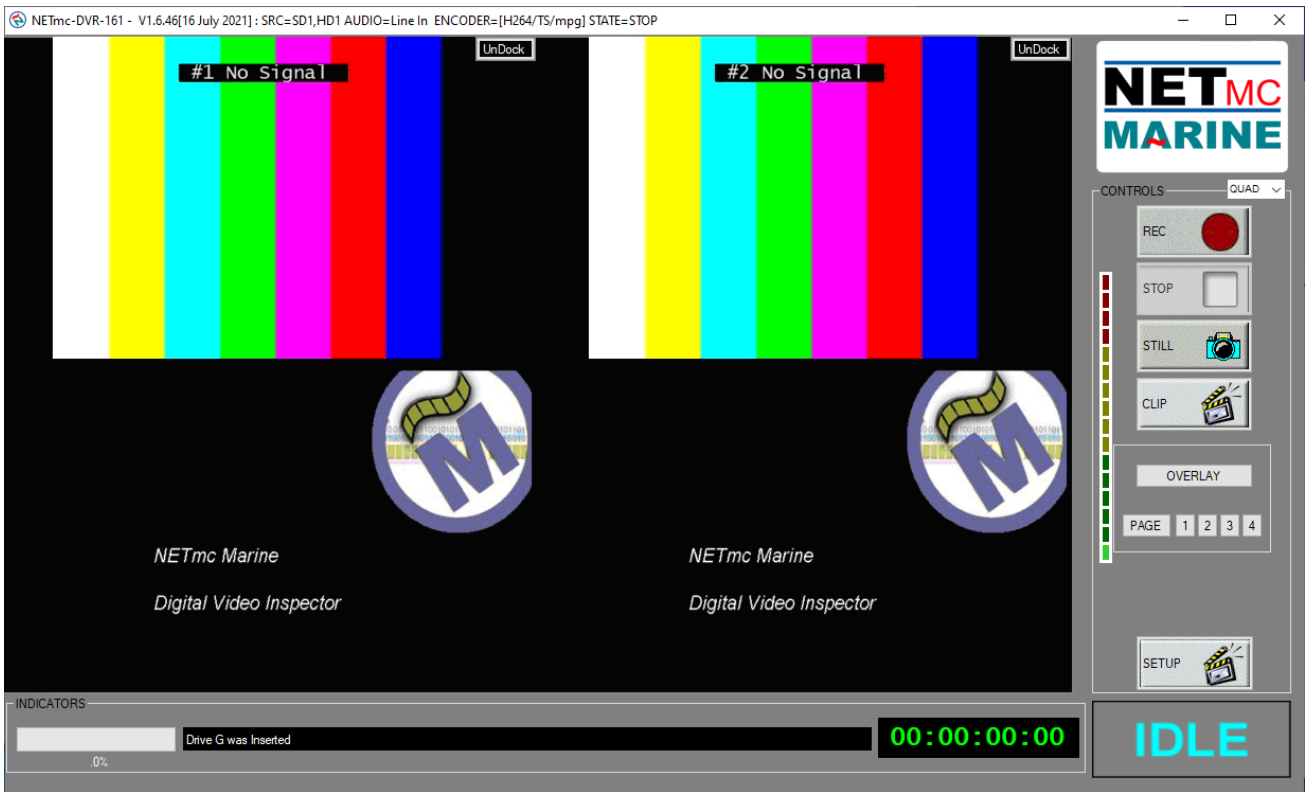 NETmc-DVR-161 - V1.6.46[16 July 2021] : SRC=SD1,HD1 AUDIO=Line In ENCODER=[H264/TS/mpg] STATE=STOP
UnDock
#1 No Signal
UnDock
#2 No Signal
NETmc Marine
Digital Video Inspector
NETmc Marine
Digital Video Inspector
NETMC
MARINE
CONTROLS
QUAD
REC
STOP
STILL
CLIP
OVERLAY
PAGE 1 2 3 4
SETUP
INDICATORS
Drive G was Inserted
.0%
00:00:00:00
IDLE